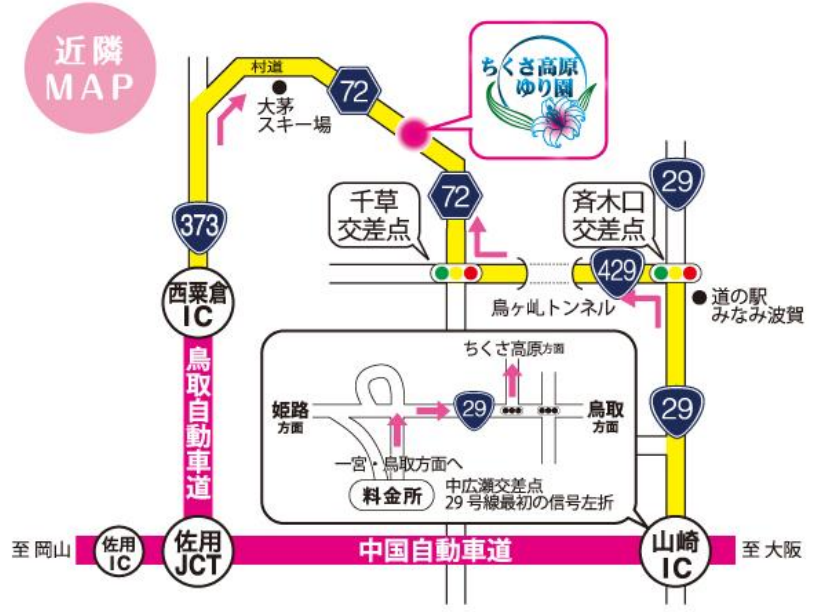 近隣
MAP
村道
大茅
スキー場
72
ちくさ高原
ゆり園
373
72
千草
交差点
斉木口
交差点
29
429
鳥ヶ乢トンネル
道の駅
みなみ波賀
西粟倉
IC
鳥取自動車道
29
ちくさ高原方面
姫路
方面
29
鳥取
方面
一宮・鳥取方面へ
料金所
中広瀬交差点
29号線最初の信号左折
至 岡山
佐用
IC
佐用
JCT
中国自動車道
山崎
IC
至 大阪